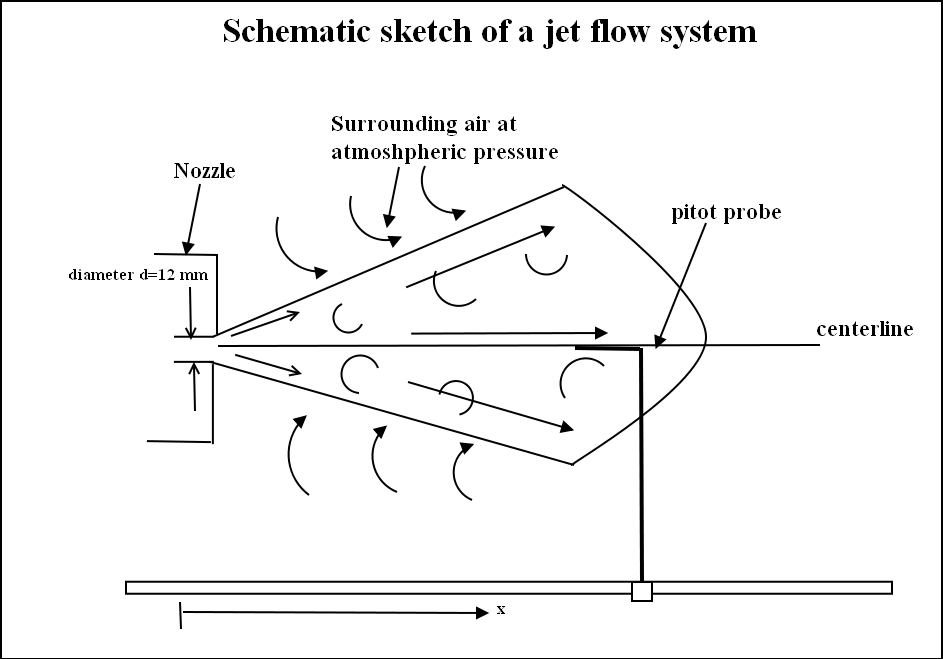 Schematic sketch of a jet flow system
Surrounding air at
atmoshpheric pressure
Nozzle
pitot probe
diameter d=12 mm
centerline
x